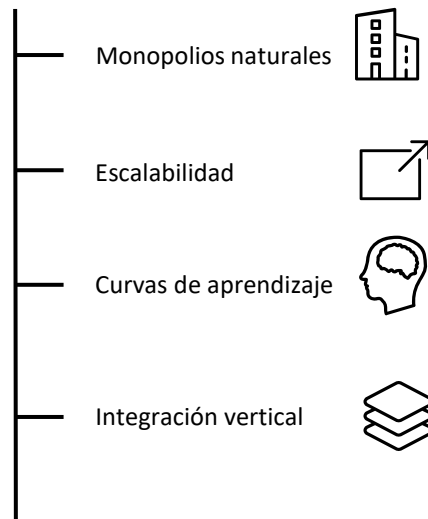 Monopolios naturales
Escalabilidad
Curvas de aprendizaje
Integración vertical